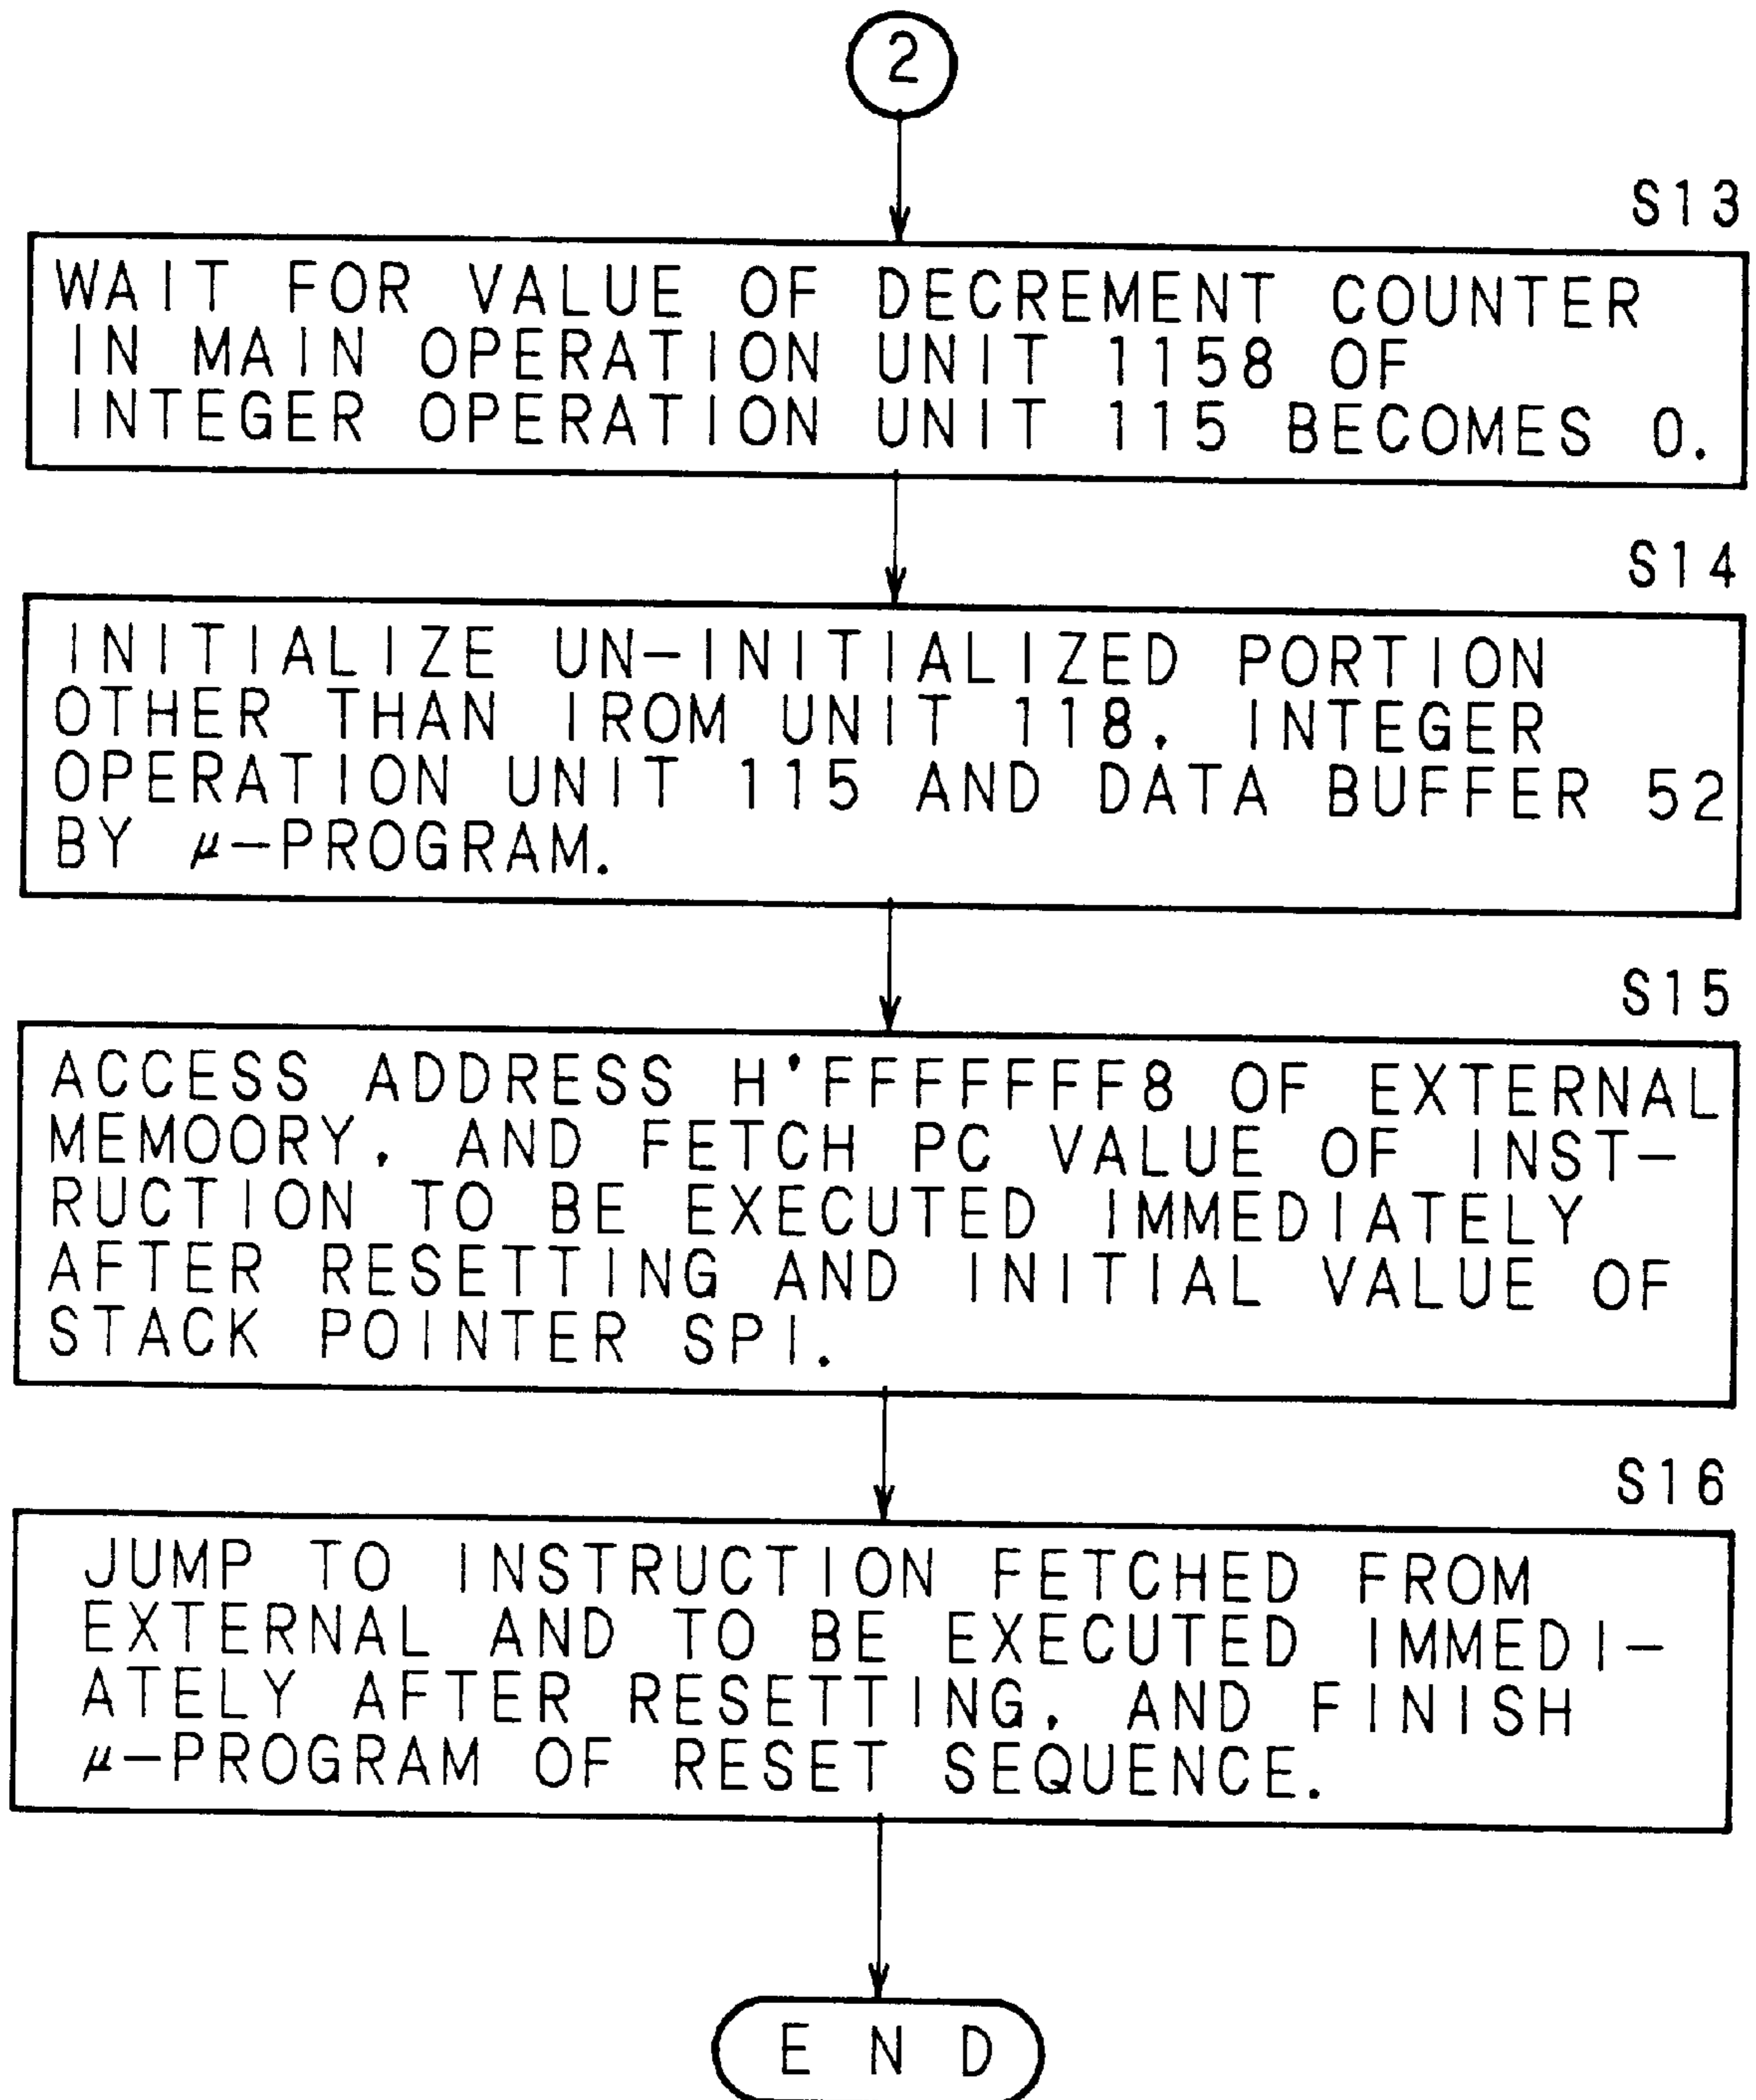 2
S13
WAIT FOR VALUE OF DECREMENT COUNTER
IN MAIN OPERATION UNIT 1158 OF
INTEGER OPERATION UNIT 115 BECOMES 0.
S14
INITIALIZE UN-INITIALIZED PORTION
OTHER THAN IROM UNIT 118. INTEGER
OPERATION UNIT 115 AND DATA BUFFER 52
BY μ-PROGRAM.
S15
ACCESS ADDRESS H'FFFFFFF8 OF EXTERNAL
MEMOORY. AND FETCH PC VALUE OF INST-
RUCTION TO BE EXECUTED IMMEDIATELY
AFTER RESETTING AND INITIAL VALUE OF
STACK POINTER SPI.
S16
JUMP TO INSTRUCTION FETCHED FROM
EXTERNAL AND TO BE EXECUTED IMMEDI-
ATELY AFTER RESETTING. AND FINISH
μ-PROGRAM OF RESET SEQUENCE.
END